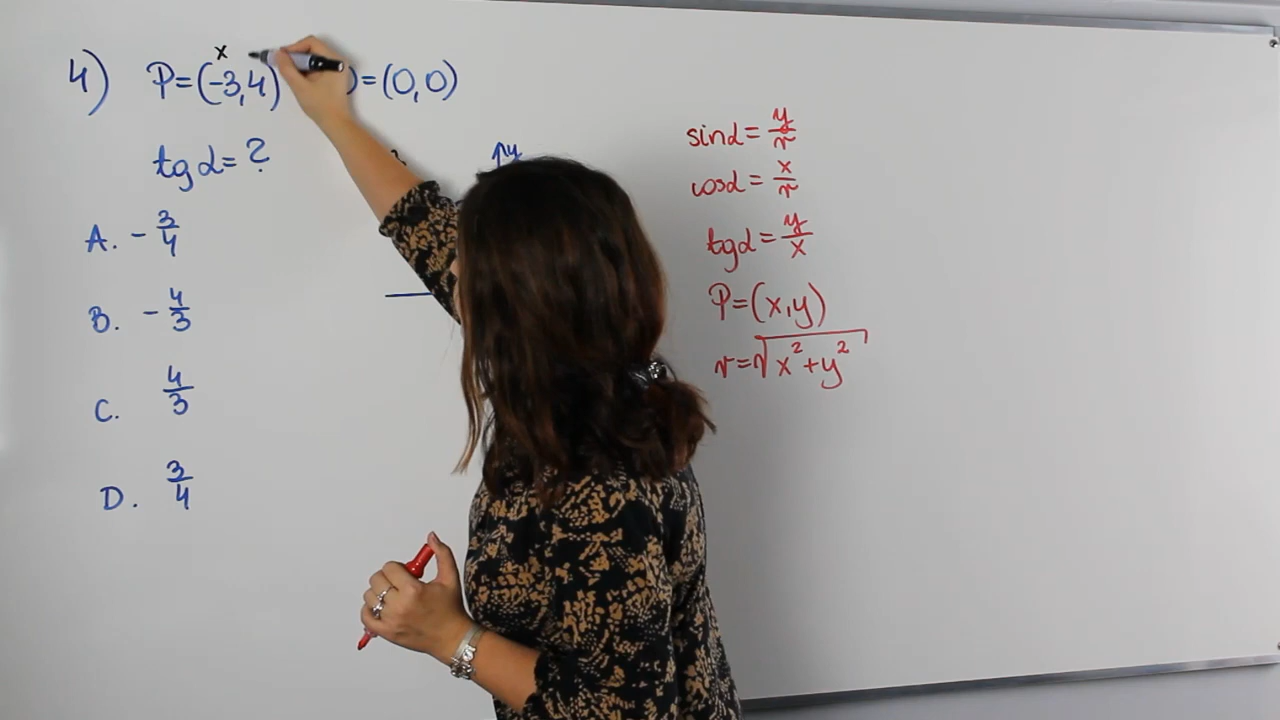 4) P=(-3,4) )=(0,0)
x
tgα=?
A. -3/4
B. -4/3
C. 4/3
D. 3/4
y
sinα=y/r
cosα=x/r
tgα=y/x
P=(x,y)
r=√x²+y²